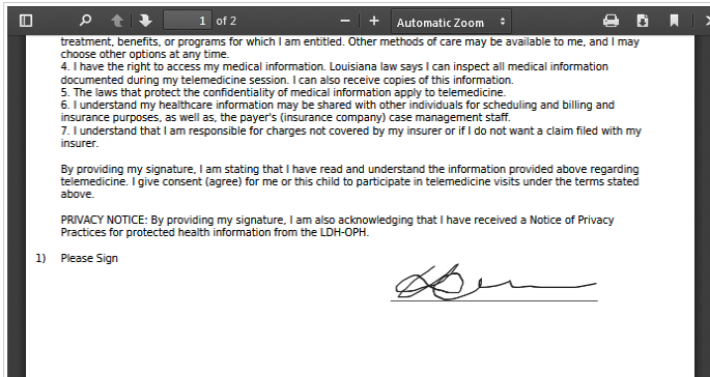 1 of 2
Automatic Zoom
treatment, benefits, or programs for which I am entitled. Other methods of care may be available to me, and I may
choose other options at any time.
4. I have the right to access my medical information. Louisiana law says I can inspect all medical information
documented during my telemedicine session. I can also receive copies of this information.
5. The laws that protect the confidentiality of medical information apply to telemedicine.
6. I understand my healthcare information may be shared with other individuals for scheduling and billing and
insurance purposes, as well as, the payer's (insurance company) case management staff.
7. I understand that I am responsible for charges not covered by my insurer or if I do not want a claim filed with my
insurer.
By providing my signature, I am stating that I have read and understand the information provided above regarding
telemedicine. I give consent (agree) for me or this child to participate in telemedicine visits under the terms stated
above.
PRIVACY NOTICE: By providing my signature, I am also acknowledging that I have received a Notice of Privacy
Practices for protected health information from the LDH-OPH.
1) Please Sign